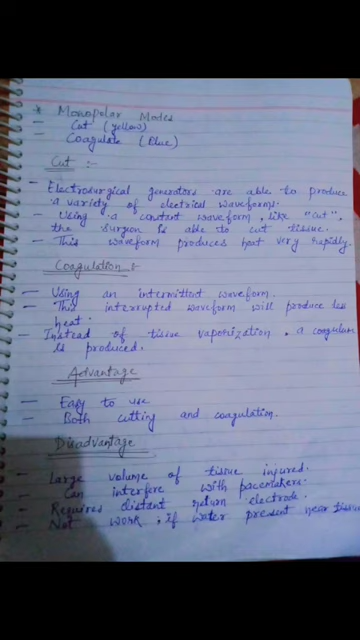 * Monopolar Modes
- Cut (yellow)
- Coagulate (Blue)
Cut :-
- Electrosurgical generators are able to produce
a variety of electrical waveforms.
- Using a constant waveform, like "cut",
the surgeon is able to cut tissue.
- This waveform produces heat very rapidly.
Coagulation :-
- Using an intermittent waveform.
- This interrupted waveform will produce less
heat.
- Instead of tissue vaporization, a coagulate
is produced.
Advantage
- Easy to use
- Both cutting and coagulation.
Disadvantage
- Large volume of tissue injured.
- Can interfere with pacemakers.
- Requires distant return electrode.
- Not work, if water present near tissue